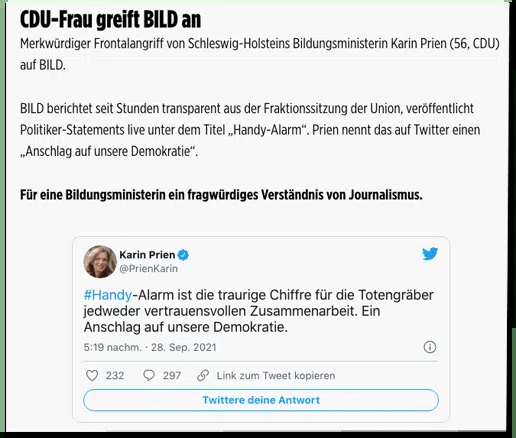 CDU-Frau greift BILD an
Merkwürdiger Frontalangriff von Schleswig-Holsteins Bildungsministerin Karin Prien (56, CDU)
auf BILD.
BILD berichtet seit Stunden transparent aus der Fraktionssitzung der Union, veröffentlicht
Politiker-Statements live unter dem Titel „Handy-Alarm“. Prien nennt das auf Twitter einen
„Anschlag auf unsere Demokratie“.
Für eine Bildungsministerin ein fragwürdiges Verständnis von Journalismus.
Karin Prien
@PrienKarin
#Handy-Alarm ist die traurige Chiffre für die Totengräber
jedweder vertrauensvollen Zusammenarbeit. Ein
Anschlag auf unsere Demokratie.
5:19 nachm. · 28. Sep. 2021
232 297 Link zum Tweet kopieren
Twittere deine Antwort